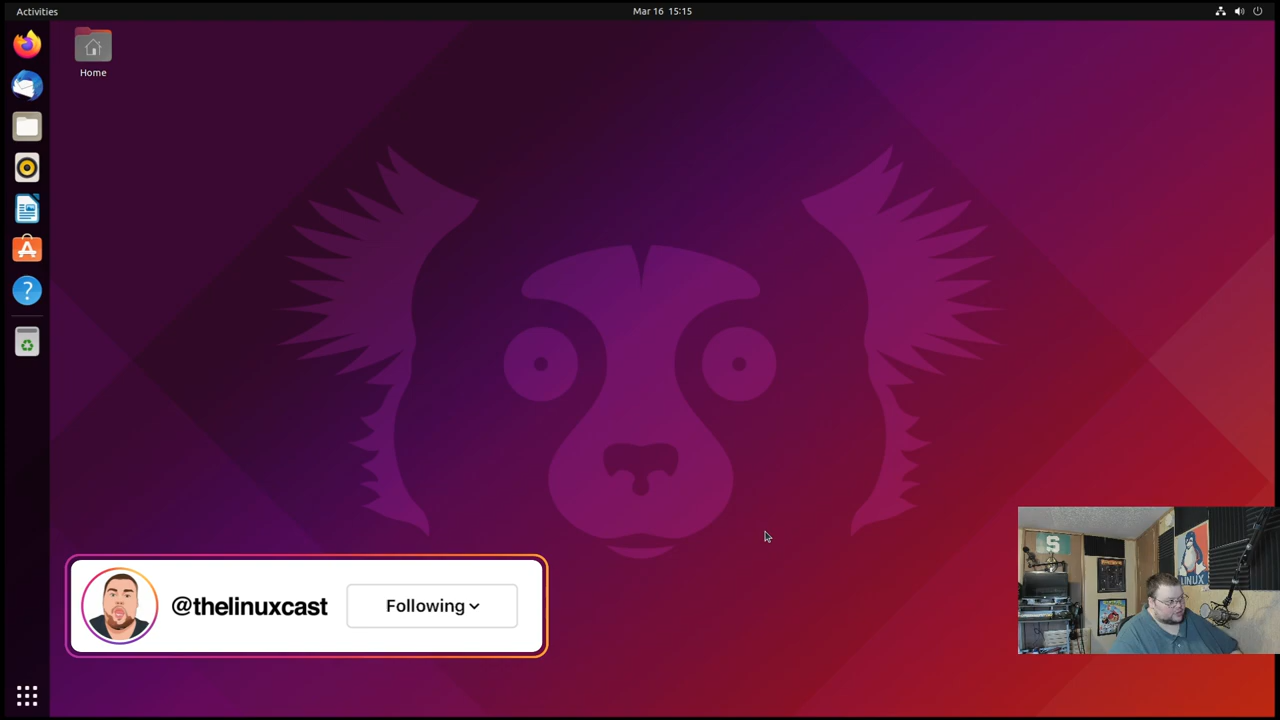 Activities
Mar 16 15:15
Home
?
@thelinuxcast
Following
S
LINUX